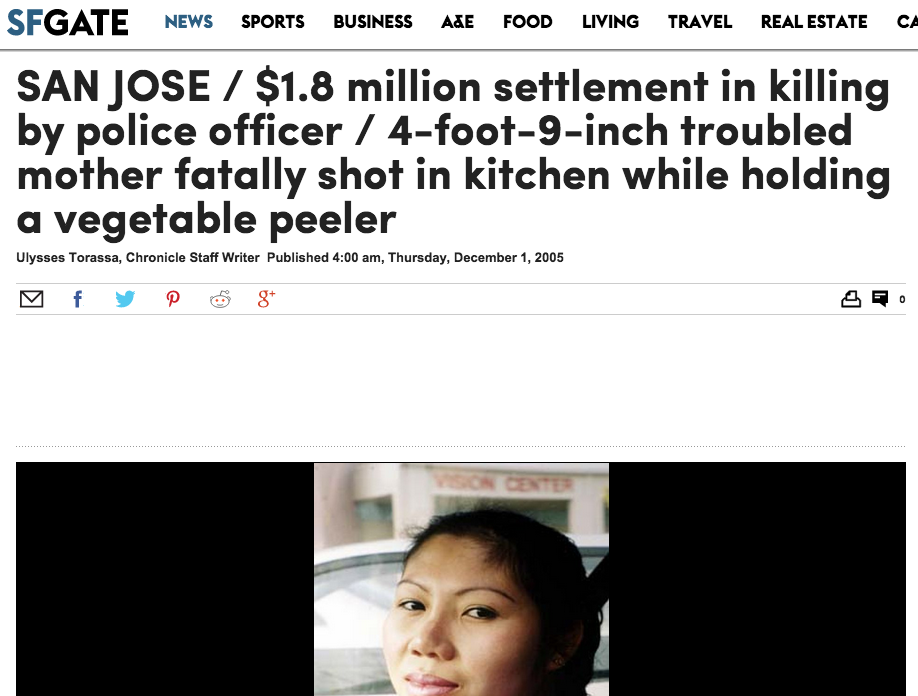 SFGATE NEWS SPORTS BUSINESS A&E FOOD LIVING TRAVEL REAL ESTATE CA
SAN JOSE / $1.8 million settlement in killing
by police officer / 4-foot-9-inch troubled
mother fatally shot in kitchen while holding
a vegetable peeler
Ulysses Torassa, Chronicle Staff Writer Published 4:00 am, Thursday, December 1, 2005
0
VISION CENTER